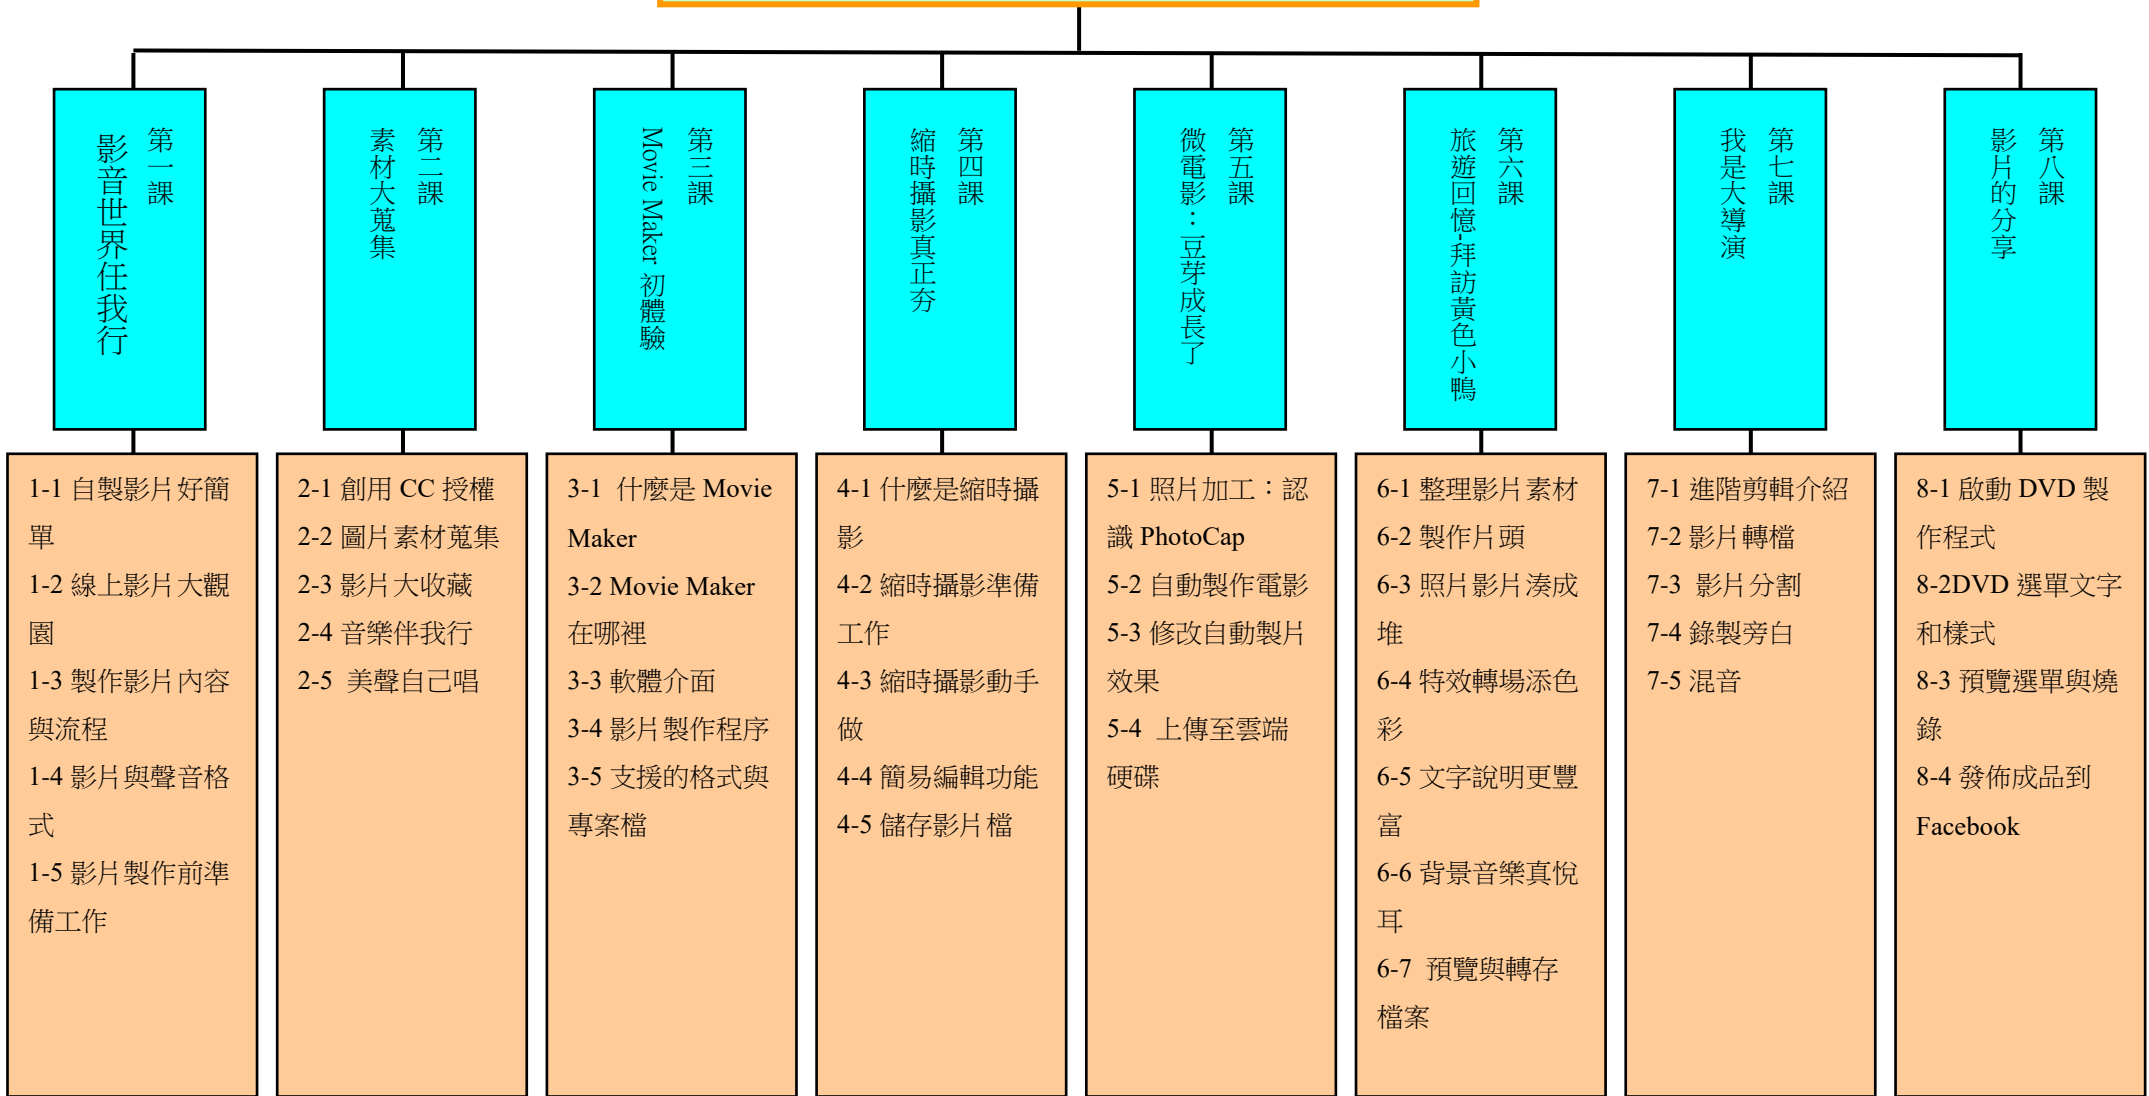 第一課
影音世界任我行
第二課
素材大蒐集
第三課
Movie Maker 初體驗
第四課
縮時攝影真正夯
第五課
微電影：豆芽成長了
第六課
旅遊回憶-拜訪黃色小鴨
第七課
我是大導演
第八課
影片的分享
1-1 自製影片好簡
單
1-2 線上影片大觀
園
1-3 製作影片內容
與流程
1-4 影片與聲音格
式
1-5 影片製作前準
備工作
2-1 創用 CC 授權
2-2 圖片素材蒐集
2-3 影片大收藏
2-4 音樂伴我行
2-5 美聲自己唱
3-1 什麼是 Movie
Maker
3-2 Movie Maker
在哪裡
3-3 軟體介面
3-4 影片製作程序
3-5 支援的格式與
專案檔
4-1 什麼是縮時攝
影
4-2 縮時攝影準備
工作
4-3 縮時攝影動手
做
4-4 簡易編輯功能
4-5 儲存影片檔
5-1 照片加工：認
識 PhotoCap
5-2 自動製作電影
5-3 修改自動製片
效果
5-4 上傳至雲端
硬碟
6-1 整理影片素材
6-2 製作片頭
6-3 照片影片湊成
堆
6-4 特效轉場添色
彩
6-5 文字說明更豐
富
6-6 背景音樂真悅
耳
6-7 預覽與轉存
檔案
7-1 進階剪輯介紹
7-2 影片轉檔
7-3 影片分割
7-4 錄製旁白
7-5 混音
8-1 啟動 DVD 製
作程式
8-2DVD 選單文字
和樣式
8-3 預覽選單與燒
錄
8-4 發佈成品到
Facebook